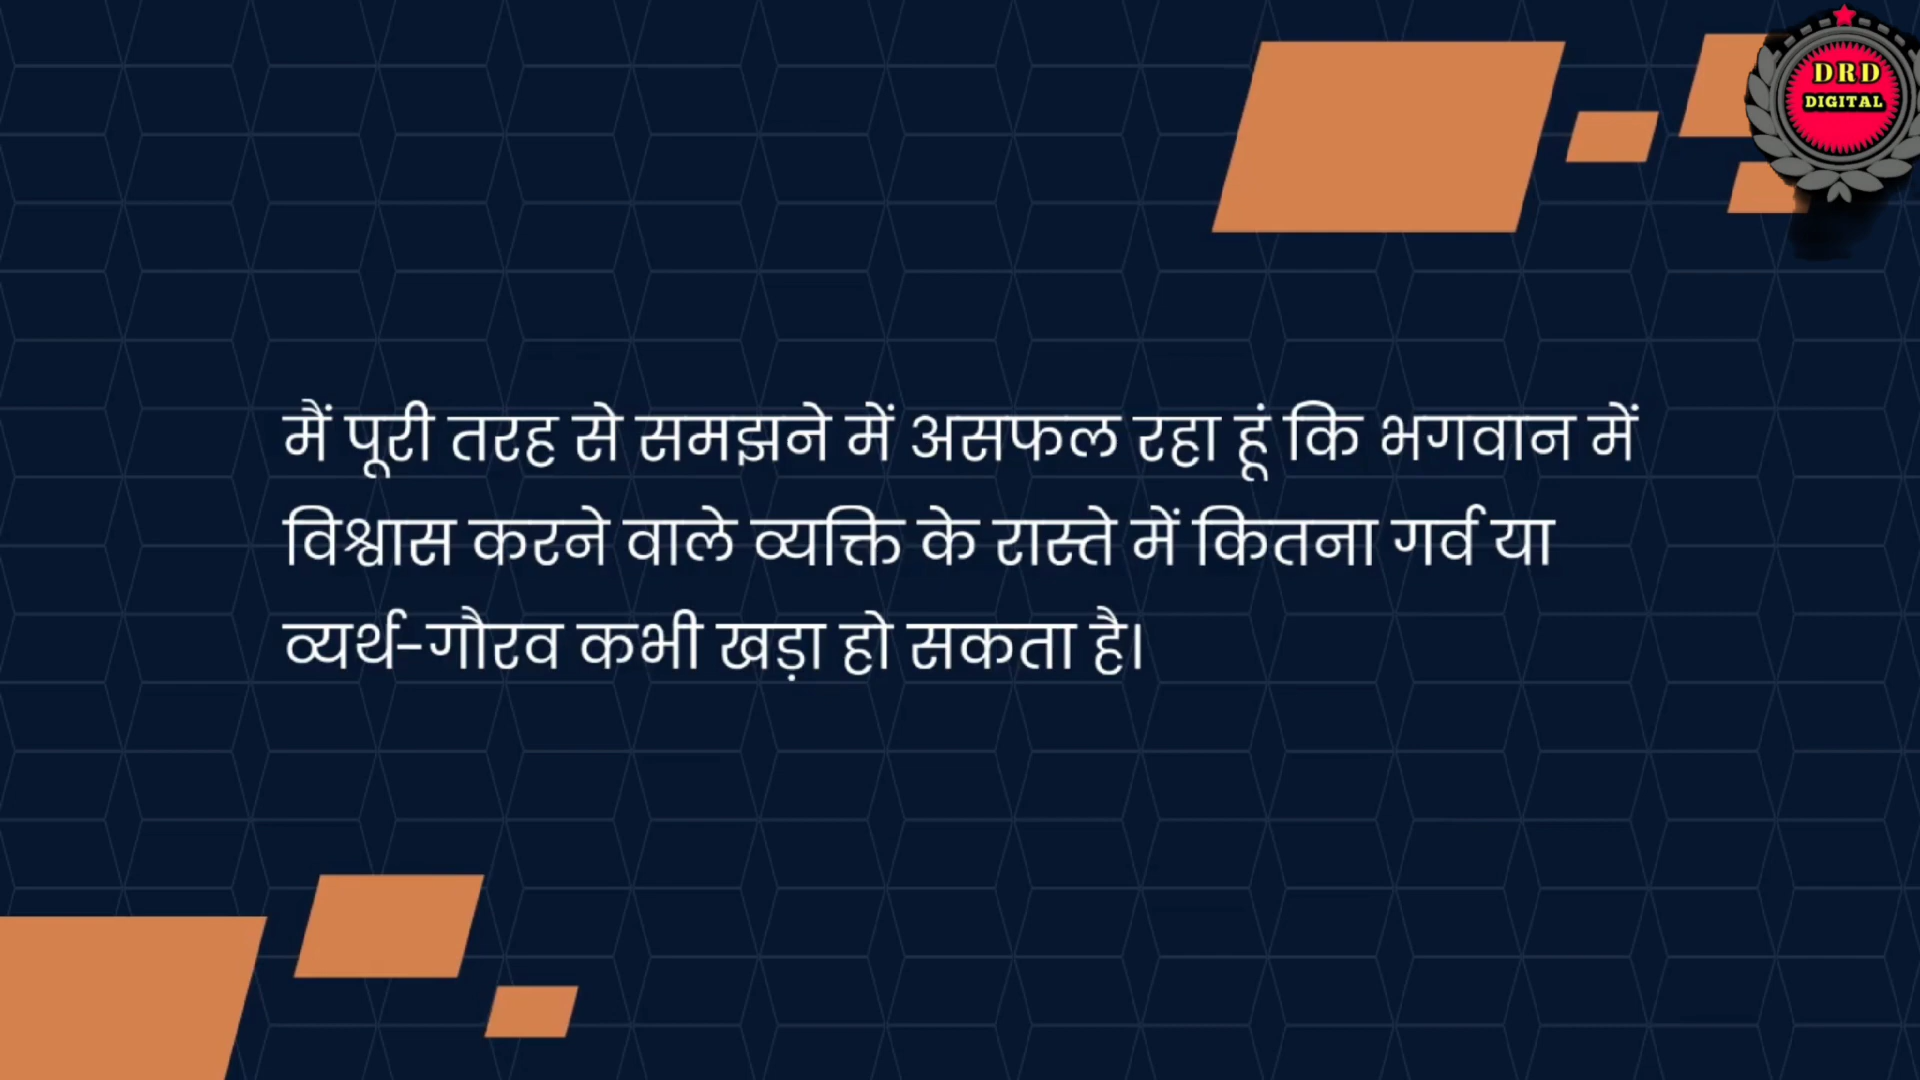 DRD
DIGITAL
मैं पूरी तरह से समझने में असफल रहा हूं कि भगवान में
विश्वास करने वाले व्यक्ति के रास्ते में कितना गर्व या
व्यर्थ-गौरव कभी खड़ा हो सकता है।